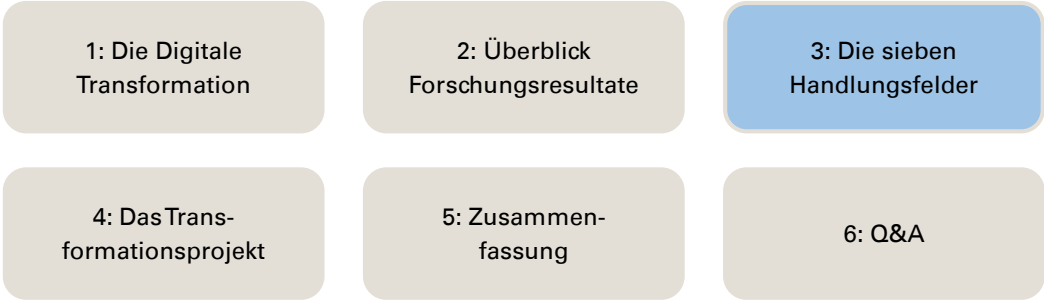 1: Die Digitale
Transformation
2: Überblick
Forschungsresultate
3: Die sieben
Handlungsfelder
4: Das Trans-
formationsprojekt
5: Zusammen-
fassung
6: Q&A